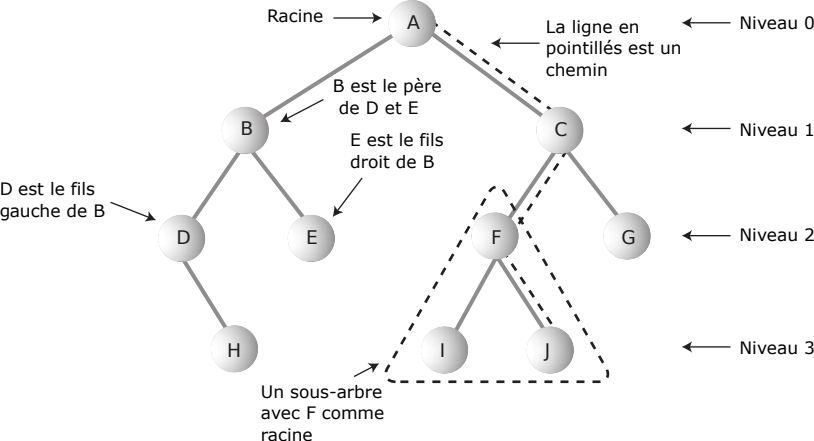 Racine
A
Niveau 0
La ligne en
pointillés est un
chemin
B est le père
de D et E
B
C
Niveau 1
E est le fils
droit de B
D est le fils
gauche de B
D
E
F
G
Niveau 2
H
I
J
Niveau 3
Un sous-arbre
avec F comme
racine